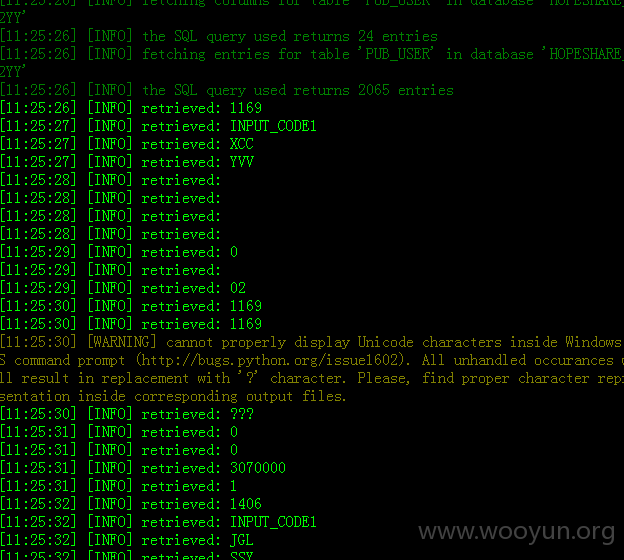 [11:25:26] [INFO] fetching columns for table 'PUB_USER' in database 'HOPESHARE_
2YY'
[11:25:26] [INFO] the SQL query used returns 24 entries
[11:25:26] [INFO] fetching entries for table 'PUB_USER' in database 'HOPESHARE_
2YY'
[11:25:26] [INFO] the SQL query used returns 2065 entries
[11:25:26] [INFO] retrieved: 1169
[11:25:27] [INFO] retrieved: INPUT_CODE1
[11:25:27] [INFO] retrieved: XCC
[11:25:27] [INFO] retrieved: YVV
[11:25:28] [INFO] retrieved:
[11:25:28] [INFO] retrieved:
[11:25:28] [INFO] retrieved:
[11:25:28] [INFO] retrieved:
[11:25:29] [INFO] retrieved: 0
[11:25:29] [INFO] retrieved:
[11:25:29] [INFO] retrieved: 02
[11:25:30] [INFO] retrieved: 1169
[11:25:30] [INFO] retrieved: 1169
[11:25:30] [WARNING] cannot properly display Unicode characters inside Windows
S command prompt (http://bugs.python.org/issue1602). All unhandled occurances
ll result in replacement with '?' character. Please, find proper character rep
sentation inside corresponding output files.
[11:25:30] [INFO] retrieved: ???
[11:25:31] [INFO] retrieved: 0
[11:25:31] [INFO] retrieved: 0
[11:25:31] [INFO] retrieved: 3070000
[11:25:31] [INFO] retrieved: 1
[11:25:32] [INFO] retrieved: 1406
[11:25:32] [INFO] retrieved: INPUT_CODE1
[11:25:32] [INFO] retrieved: JGL
[11:25:32] [INFO] retrieved: SSY
www.wooyun.org